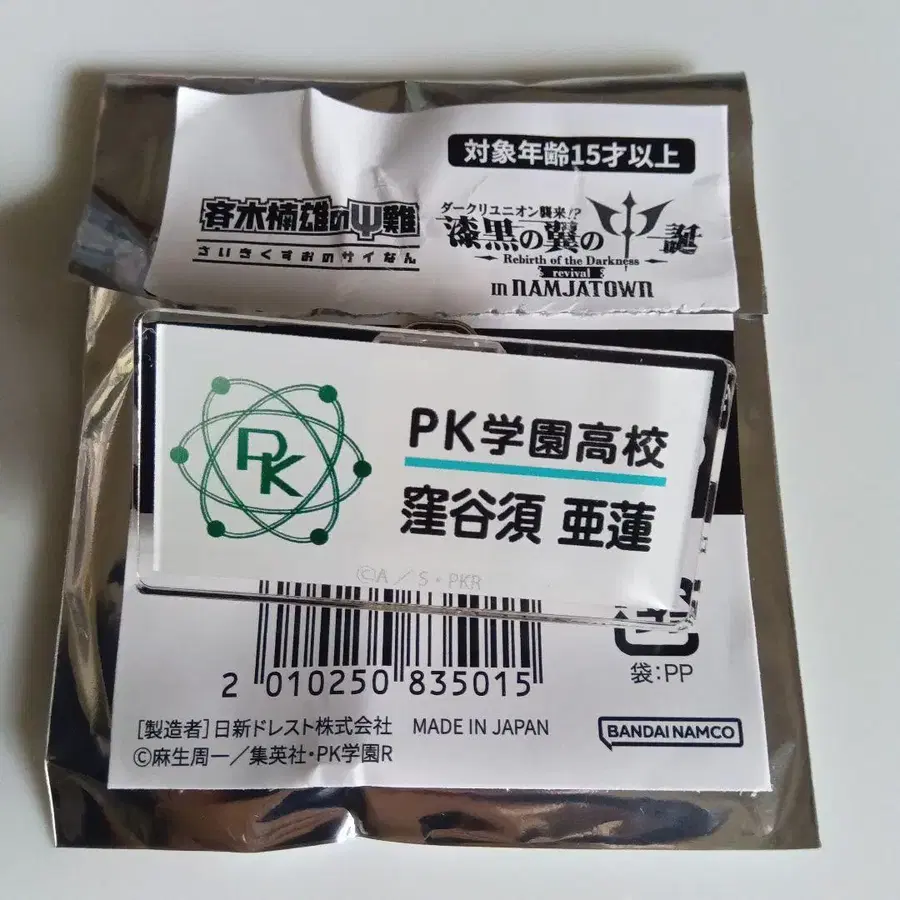 対象年齢15才以上
斉木楠雄のΨ難
さいきくすおのサイなん
ダークリユニオン襲来!?
漆黒の翼のΨ誕
Rebirth of the Darkness
revival
in NAMJATOWN
PK
PK学園高校
窪谷須 亜蓮
©A／S・PKR
2 010250 835015
袋:PP
[製造者]日新ドレスト株式会社 MADE IN JAPAN
BANDAI NAMCO
©麻生周一／集英社・PK学園R